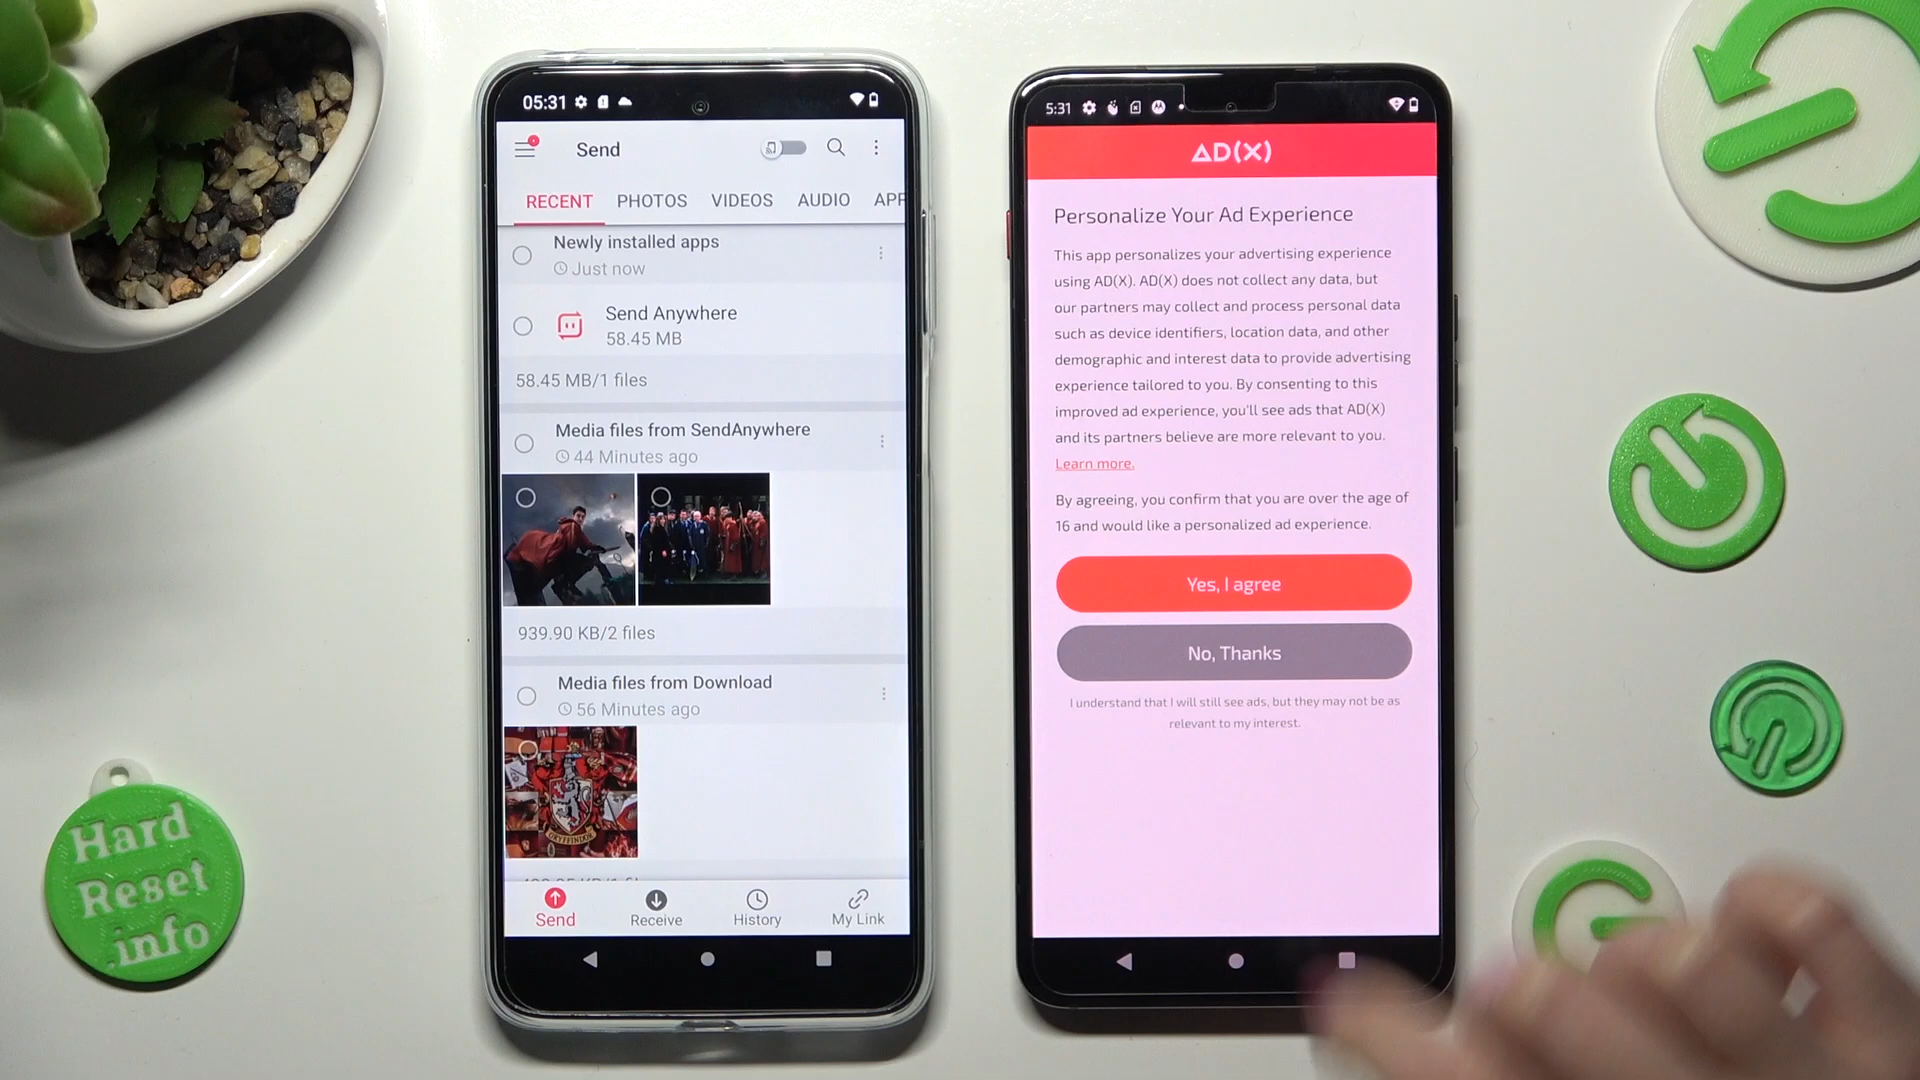 05:31
Send
RECENT PHOTOS VIDEOS AUDIO APP
Newly installed apps
Just now
Send Anywhere
58.45 MB
58.45 MB/1 files
Media files from SendAnywhere
44 Minutes ago
939.90 KB/2 files
Media files from Download
56 Minutes ago
GRYFFINDOR
Send Receive History My Link
5:31
AD(X)
Personalize Your Ad Experience
This app personalizes your advertising experience
using AD(X). AD(X) does not collect any data, but
our partners may collect and process personal data
such as device identifiers, location data, and other
demographic and interest data to provide advertising
experience tailored to you. By consenting to this
improved ad experience, you'll see ads that AD(X)
and its partners believe are more relevant to you.
Learn more.
By agreeing, you confirm that you are over the age of
16 and would like a personalized ad experience.
Yes, I agree
No, Thanks
I understand that I will still see ads, but they may not be as
relevant to my interest.
Hard
Reset
.info